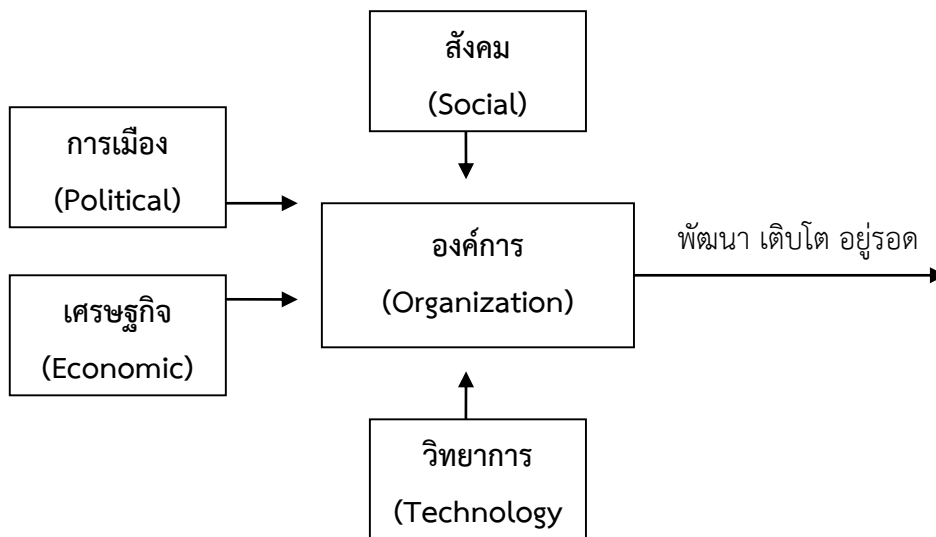 สังคม
(Social)
การเมือง
(Political)
องค์การ
(Organization)
พัฒนา เติบโต อยู่รอด
เศรษฐกิจ
(Economic)
วิทยาการ
(Technology